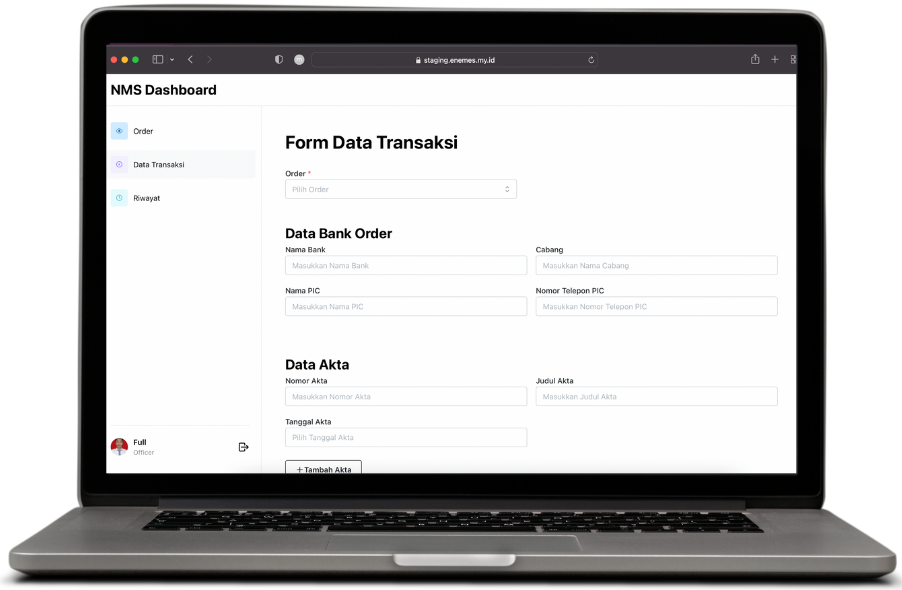 staging.enemes.my.id
NMS Dashboard
Order
Data Transaksi
Riwayat
Form Data Transaksi
Order *
Pilih Order
Data Bank Order
Nama Bank
Cabang
Masukkan Nama Bank
Masukkan Nama Cabang
Nama PIC
Nomor Telepon PIC
Masukkan Nama PIC
Masukkan Nomor Telepon PIC
Data Akta
Nomor Akta
Judul Akta
Masukkan Nomor Akta
Masukkan Judul Akta
Tanggal Akta
Pilih Tanggal Akta
+ Tambah Akta
Full
Officer